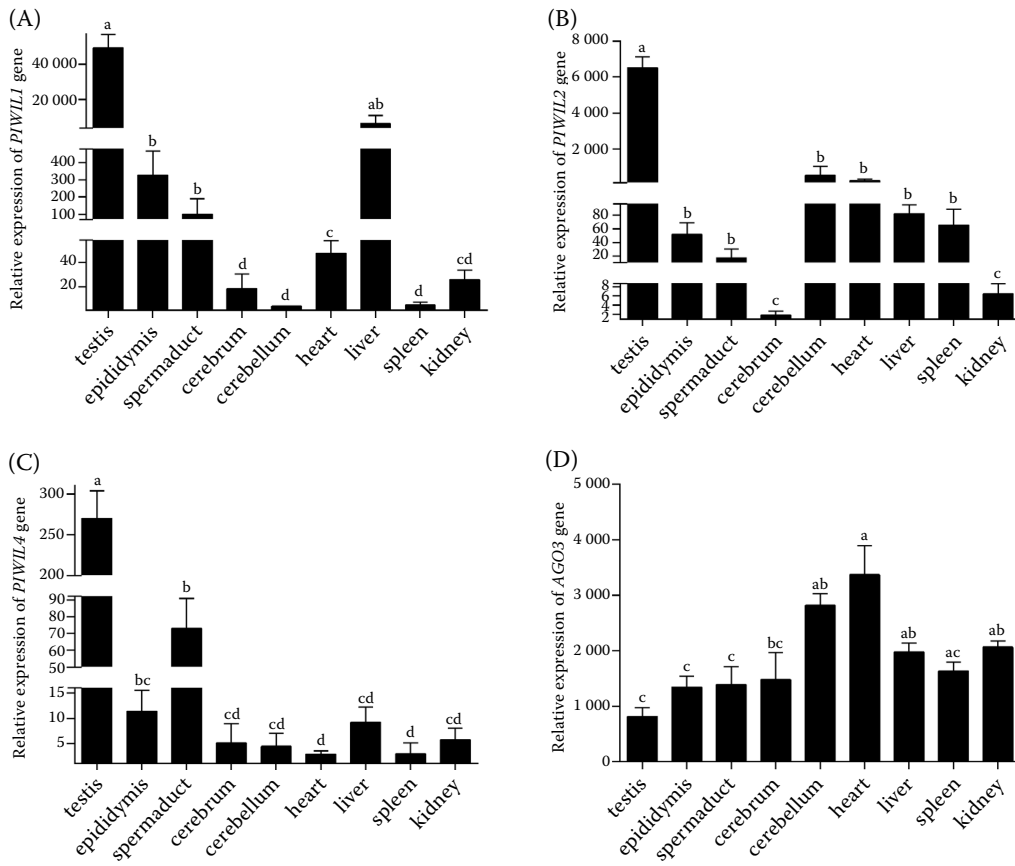 (A)
Relative expression of PIWIL1 gene
40 000
20 000
400
300
200
100
40
20
a
b
b
d
d
c
ab
d
cd
testis
epididymis
spermaduct
cerebrum
cerebellum
heart
liver
spleen
kidney
(B)
Relative expression of PIWIL2 gene
8 000
6 000
4 000
2 000
80
60
40
20
8
6
4
2
a
b
b
c
b
b
b
b
c
testis
epididymis
spermaduct
cerebrum
cerebellum
heart
liver
spleen
kidney
(C)
Relative expression of PIWIL4 gene
300
250
200
90
80
70
60
50
15
10
5
a
bc
b
cd
cd
d
cd
d
cd
testis
epididymis
spermaduct
cerebrum
cerebellum
heart
liver
spleen
kidney
(D)
Relative expression of AGO3 gene
5 000
4 000
3 000
2 000
1 000
0
c
c
c
bc
ab
a
ab
ac
ab
testis
epididymis
spermaduct
cerebrum
cerebellum
heart
liver
spleen
kidney